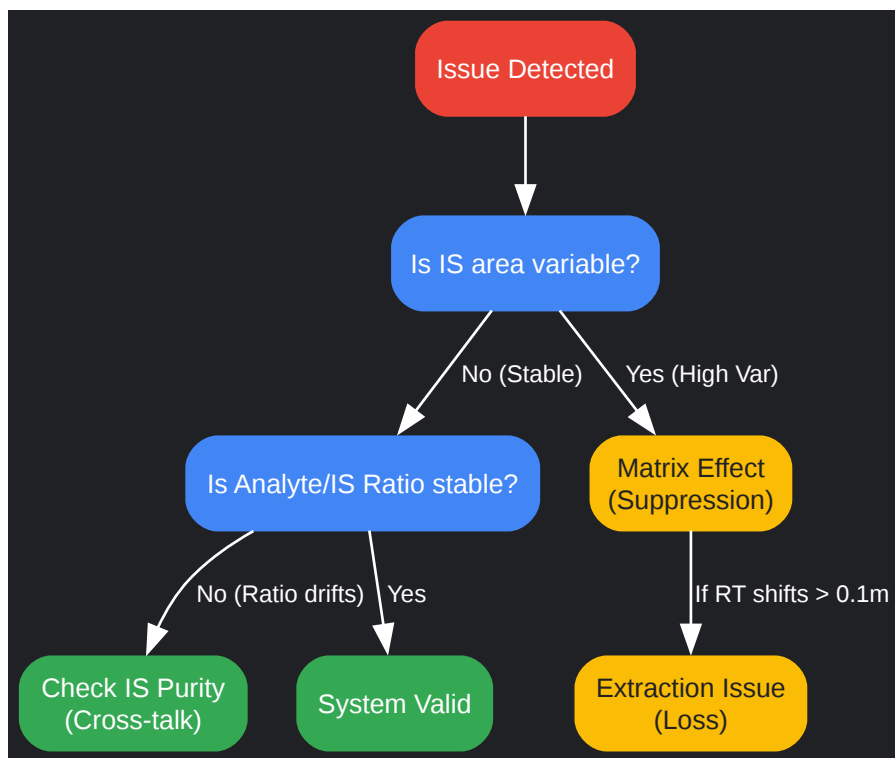 Issue Detected
Is IS area variable?
No (Stable)
Yes (High Var)
Is Analyte/IS Ratio stable?
Matrix Effect
(Suppression)
No (Ratio drifts)
Yes
If RT shifts > 0.1m
Check IS Purity
(Cross-talk)
System Valid
Extraction Issue
(Loss)